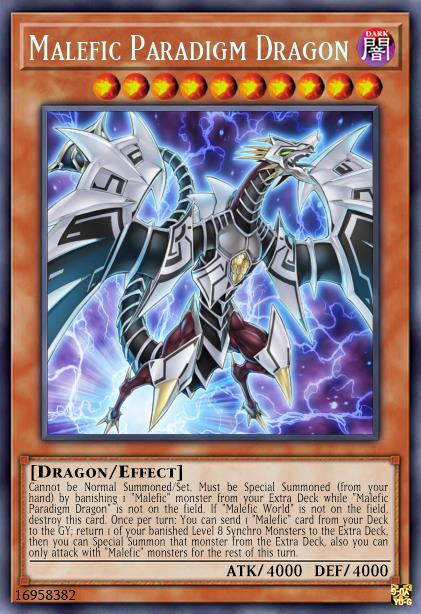 MALEFIC PARADIGM DRAGON
DARK
闇
[DRAGON/EFFECT]
Cannot be Normal Summoned/Set. Must be Special Summoned (from your
hand) by banishing 1 "Malefic" monster from your Extra Deck while "Malefic
Paradigm Dragon" is not on the field. If "Malefic World" is not on the field,
destroy this card. Once per turn: You can send 1 "Malefic" card from your Deck
to the GY; return 1 of your banished Level 8 Synchro Monsters to the Extra Deck,
then you can Special Summon that monster from the Extra Deck, also you can
only attack with "Malefic" monsters for the rest of this turn.
ATK/4000 DEF/4000
16958382